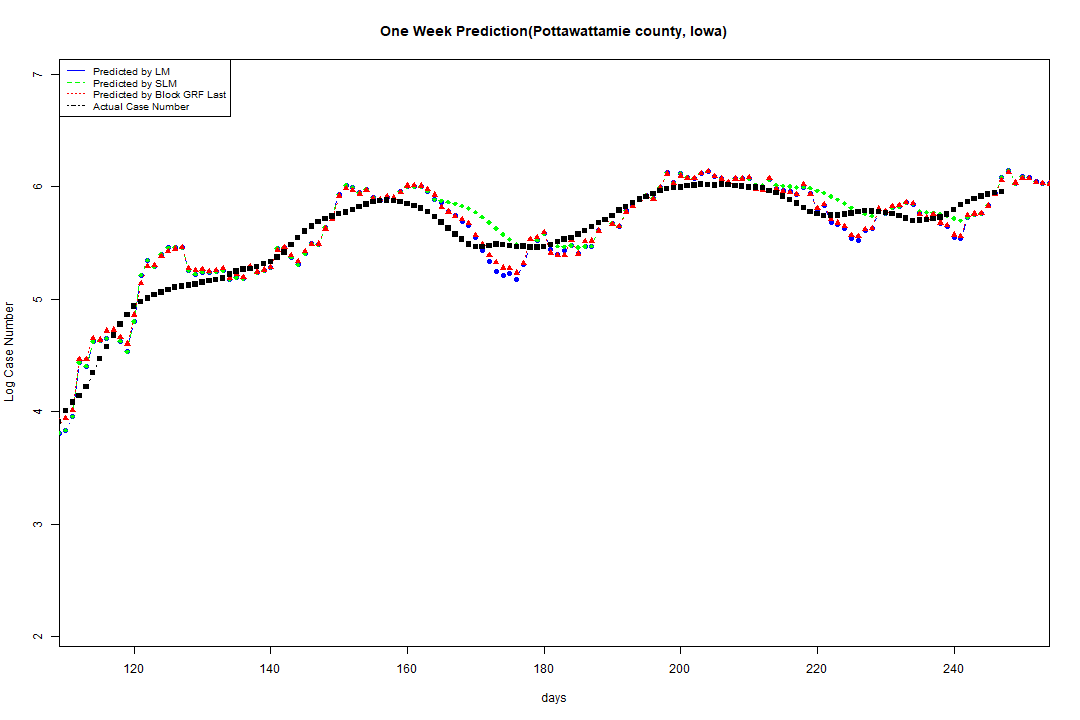 One Week Prediction(Pottawattamie county, Iowa)
7
Predicted by LM
Predicted by SLM
Predicted by Block GRF Last
Actual Case Number
6
5
4
3
2
Log Case Number
120 140 160 180 200 220 240
days